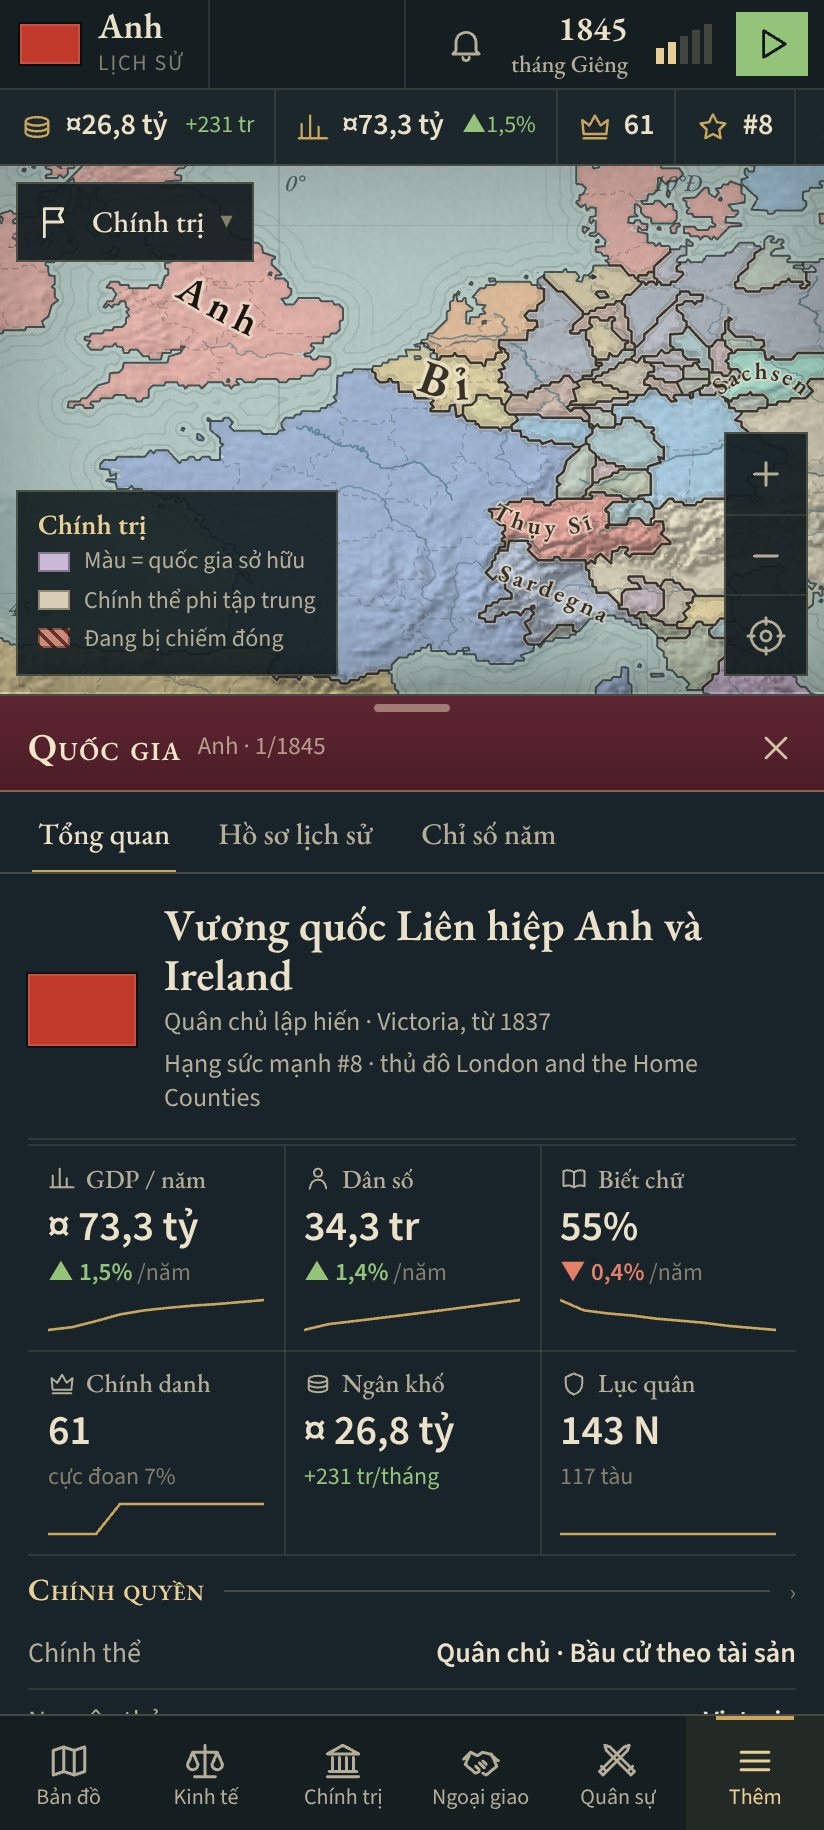 Anh
LỊCH SỬ
1845
tháng Giêng
¤26,8 tỷ +231 tr
¤73,3 tỷ ▲1,5%
61
#8
0°
10°Đ
Chính trị ▼
Anh
Bỉ
Sachsen
Thụy Sĩ
Sardegna
Chính trị
Màu = quốc gia sở hữu
Chính thể phi tập trung
Đang bị chiếm đóng
QUỐC GIA Anh · 1/1845
Tổng quan Hồ sơ lịch sử Chỉ số năm
Vương quốc Liên hiệp Anh và
Ireland
Quân chủ lập hiến · Victoria, từ 1837
Hạng sức mạnh #8 · thủ đô London and the Home
Counties
GDP / năm
¤ 73,3 tỷ
▲ 1,5% /năm
Dân số
34,3 tr
▲ 1,4% /năm
Biết chữ
55%
▼ 0,4% /năm
Chính danh
61
cực đoan 7%
Ngân khố
¤ 26,8 tỷ
+231 tr/tháng
Lục quân
143 N
117 tàu
CHÍNH QUYỀN ›
Chính thể Quân chủ · Bầu cử theo tài sản
Bản đồ
Kinh tế
Chính trị
Ngoại giao
Quân sự
Thêm